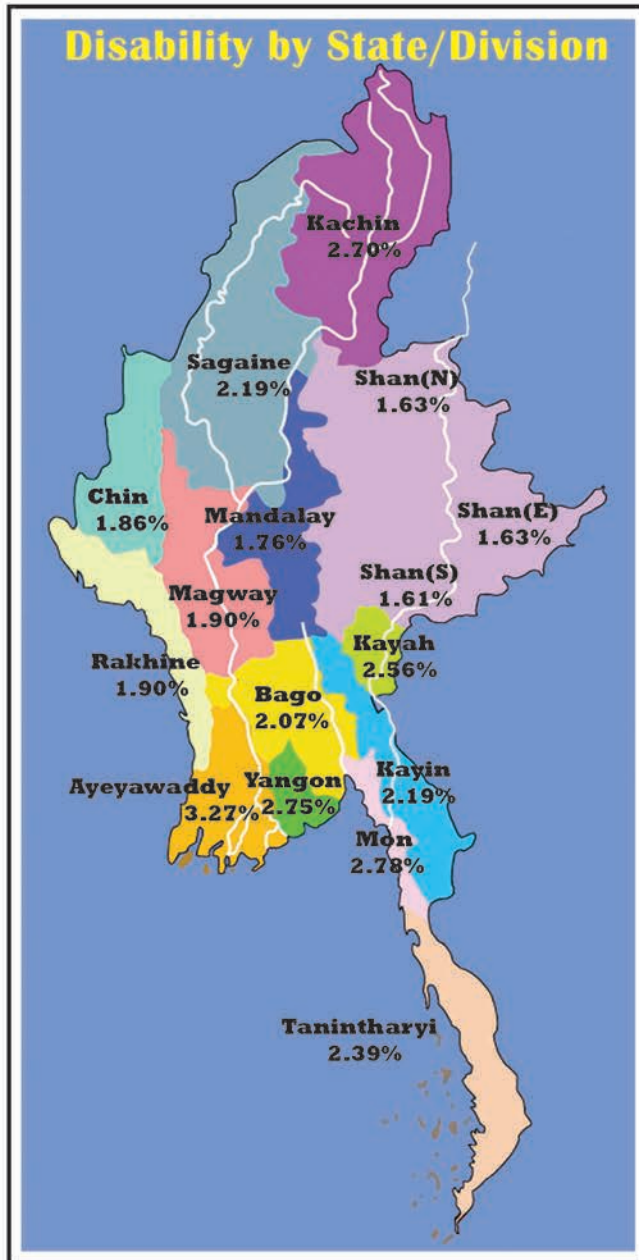 Disability by State/Division
Kachin
2.70%
Sagaine
2.19%
Shan(N)
1.63%
Chin
1.86%
Mandalay
1.76%
Shan(E)
1.63%
Shan(S)
1.61%
Magway
1.90%
Kayah
2.56%
Rakhine
1.90%
Bago
2.07%
Ayeyawaddy
3.27%
Yangon
2.75%
Kayin
2.19%
Mon
2.78%
Tanintharyi
2.39%